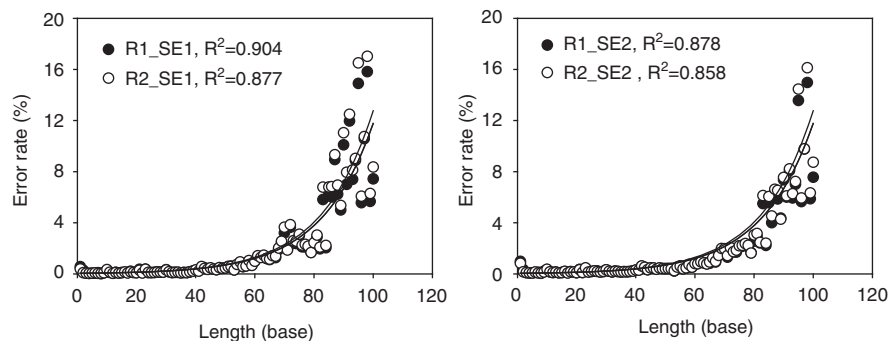 20
16
12
8
4
0
Error rate (%)
R1_SE1, R²=0.904
R2_SE1, R²=0.877
0 20 40 60 80 100 120
Length (base)
20
16
12
8
4
0
Error rate (%)
R1_SE2, R²=0.878
R2_SE2 , R²=0.858
0 20 40 60 80 100 120
Length (base)